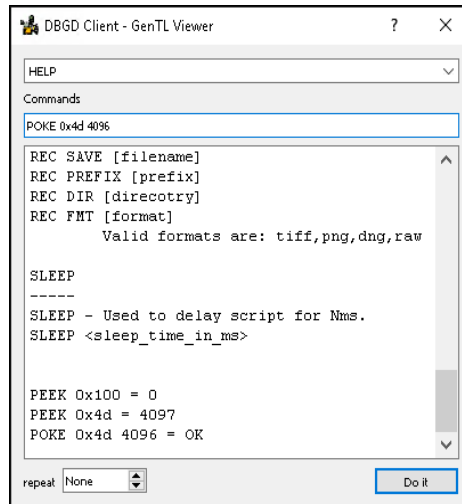 DBGD Client - GenTL Viewer ? X
HELP
Commands
POKE 0x4d 4096
REC SAVE [filename]
REC PREFIX [prefix]
REC DIR [direcotry]
REC FMT [format]
Valid formats are: tiff,png,dng,raw
SLEEP
-----
SLEEP - Used to delay script for Nms.
SLEEP <sleep_time_in_ms>
PEEK 0x100 = 0
PEEK 0x4d = 4097
POKE 0x4d 4096 = OK
repeat None Do it